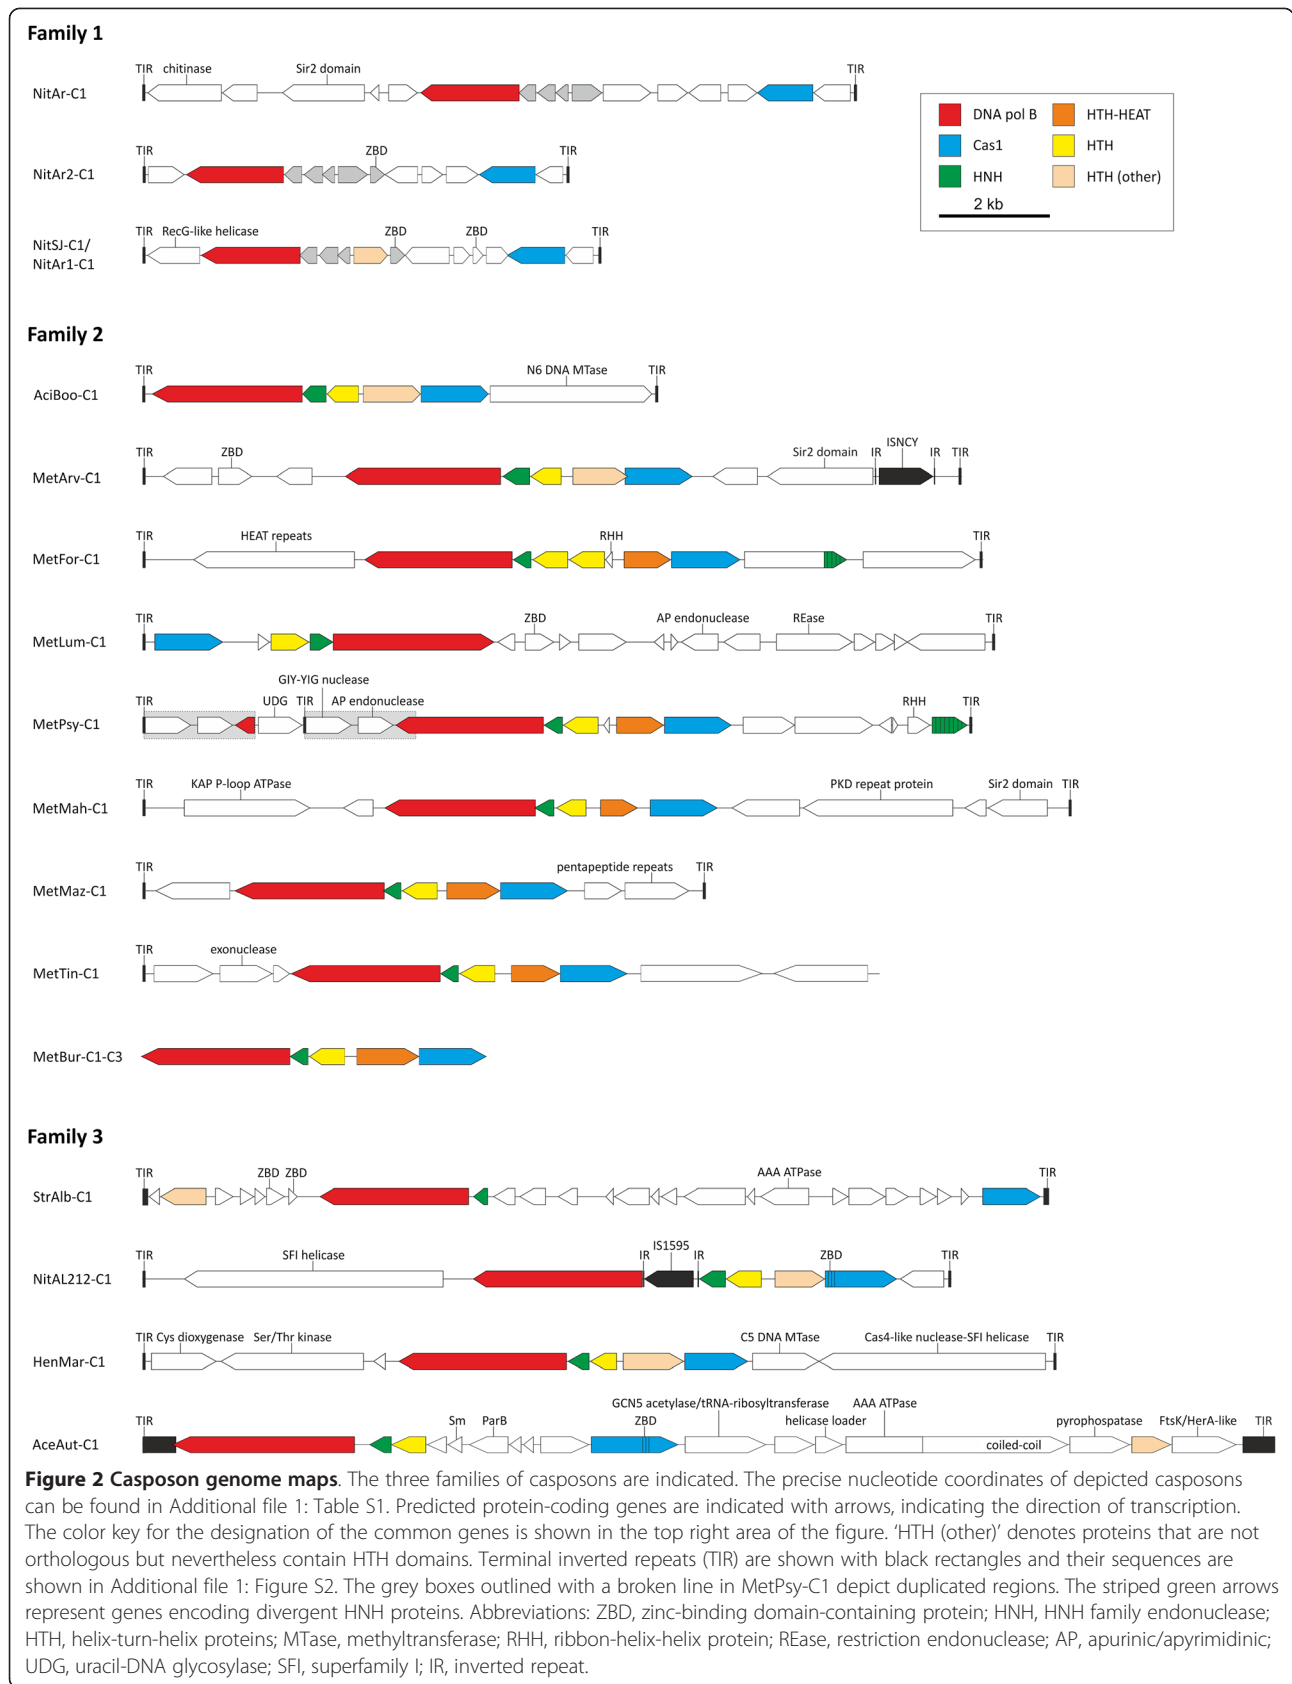 Family 1
TIR chitinase Sir2 domain TIR
NitAr-C1
DNA pol B HTH-HEAT
Cas1 HTH
HNH HTH (other)
2 kb
TIR ZBD TIR
NitAr2-C1
TIR RecG-like helicase ZBD ZBD TIR
NitSJ-C1/
NitAr1-C1
Family 2
TIR N6 DNA MTase TIR
AciBoo-C1
TIR ZBD Sir2 domain IR ISNCY IR TIR
MetArv-C1
TIR HEAT repeats RHH TIR
MetFor-C1
TIR ZBD AP endonuclease REase TIR
MetLum-C1
GIY-YIG nuclease
TIR UDG TIR AP endonuclease RHH TIR
MetPsy-C1
TIR KAP P-loop ATPase PKD repeat protein Sir2 domain TIR
MetMah-C1
TIR pentapeptide repeats TIR
MetMaz-C1
TIR exonuclease
MetTin-C1
MetBur-C1-C3
Family 3
TIR ZBD ZBD AAA ATPase TIR
StrAlb-C1
TIR SFI helicase IR IS1595 IR ZBD TIR
NitAL212-C1
TIR Cys dioxygenase Ser/Thr kinase C5 DNA MTase Cas4-like nuclease-SFI helicase TIR
HenMar-C1
GCN5 acetylase/tRNA-ribosyltransferase AAA ATPase
TIR Sm ParB ZBD helicase loader pyrophospatase FtsK/HerA-like TIR
AceAut-C1 coiled-coil
Figure 2 Casposon genome maps. The three families of casposons are indicated. The precise nucleotide coordinates of depicted casposons
can be found in Additional file 1: Table S1. Predicted protein-coding genes are indicated with arrows, indicating the direction of transcription.
The color key for the designation of the common genes is shown in the top right area of the figure. ‘HTH (other)’ denotes proteins that are not
orthologous but nevertheless contain HTH domains. Terminal inverted repeats (TIR) are shown with black rectangles and their sequences are
shown in Additional file 1: Figure S2. The grey boxes outlined with a broken line in MetPsy-C1 depict duplicated regions. The striped green arrows
represent genes encoding divergent HNH proteins. Abbreviations: ZBD, zinc-binding domain-containing protein; HNH, HNH family endonuclease;
HTH, helix-turn-helix proteins; MTase, methyltransferase; RHH, ribbon-helix-helix protein; REase, restriction endonuclease; AP, apurinic/apyrimidinic;
UDG, uracil-DNA glycosylase; SFI, superfamily I; IR, inverted repeat.